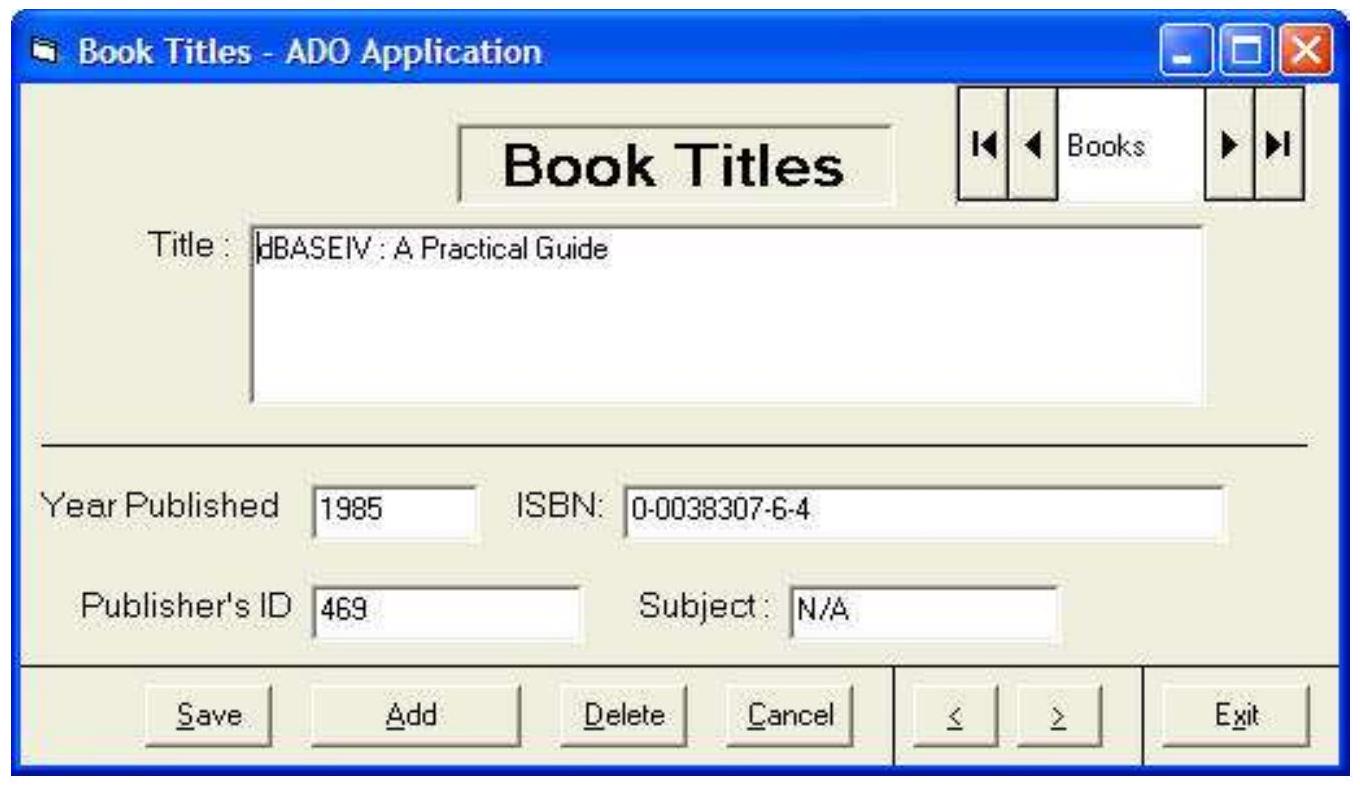 Book Titles - ADO Application
Books
Book Titles
Title :
dBASEIV : A Practical Guide
Year Published 1985 ISBN: 0-0038307-6-4
Publisher's ID 469 Subject : N/A
Save Add Delete Cancel < > Exit